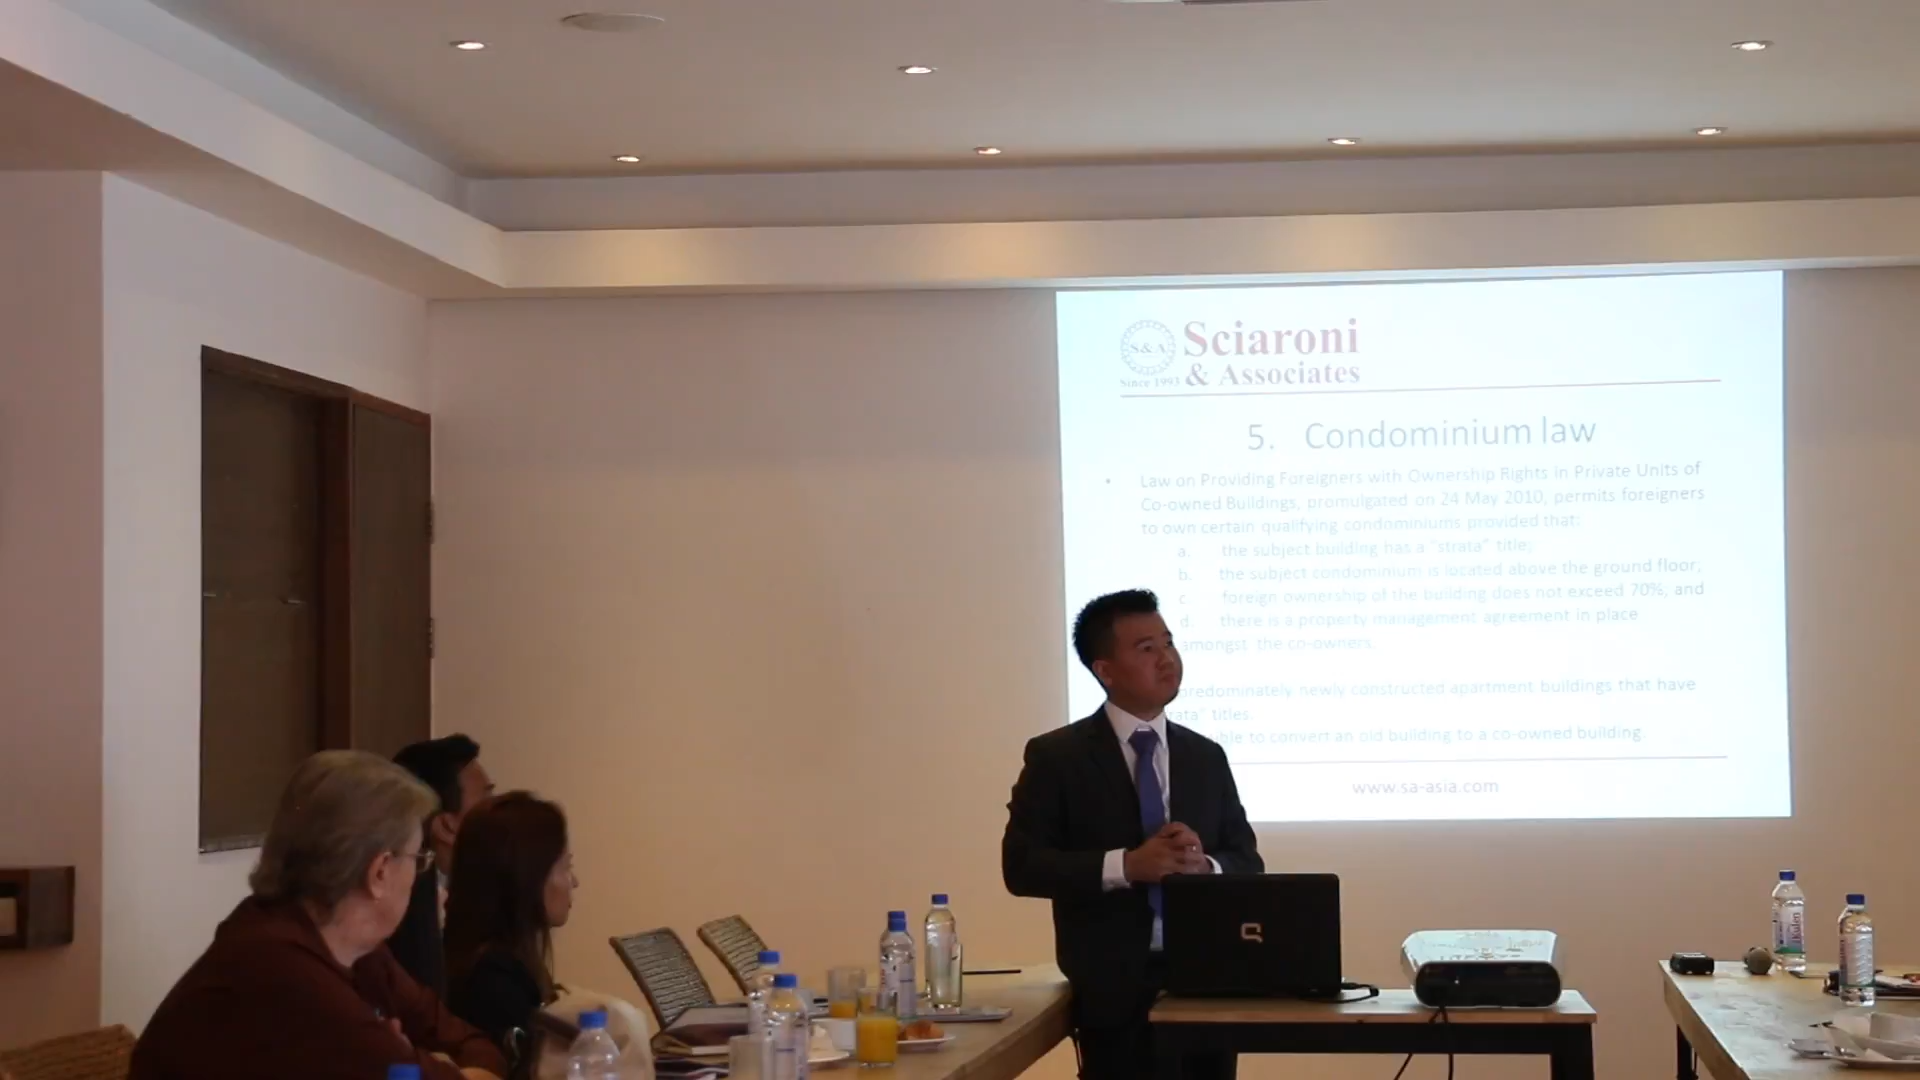 S&A
Sciaroni
Since 1993 & Associates
5. Condominium law
• Law on Providing Foreigners with Ownership Rights in Private Units of
Co-owned Buildings, promulgated on 24 May 2010, permits foreigners
to own certain qualifying condominiums provided that:
a. the subject building has a "strata" title;
b. the subject condominium is located above the ground floor;
c. foreign ownership of the building does not exceed 70%, and
d. there is a property management agreement in place
amongst the co-owners.
predominately newly constructed apartment buildings that have
titles.
to convert an old building to a co-owned building.
www.sa-asia.com